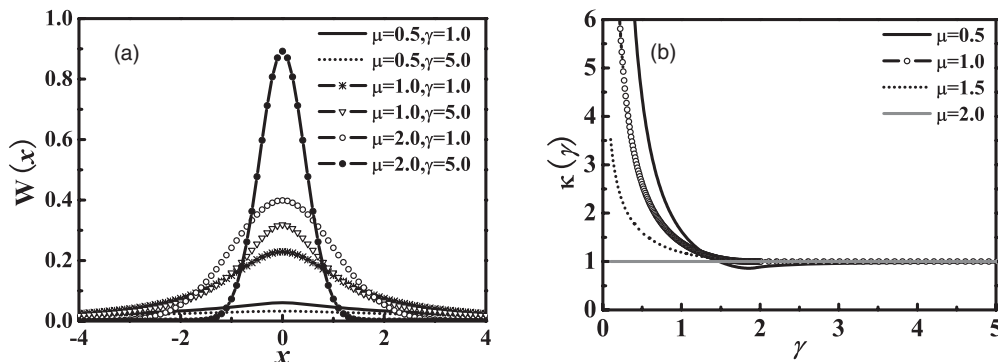 (a)
μ=0.5,γ=1.0
μ=0.5,γ=5.0
μ=1.0,γ=1.0
μ=1.0,γ=5.0
μ=2.0,γ=1.0
μ=2.0,γ=5.0
W(x)
1.0
0.8
0.6
0.4
0.2
0.0
-4 -2 0 2 4
x
(b)
μ=0.5
μ=1.0
μ=1.5
μ=2.0
κ(γ)
6
5
4
3
2
1
0
0 1 2 3 4 5
γ